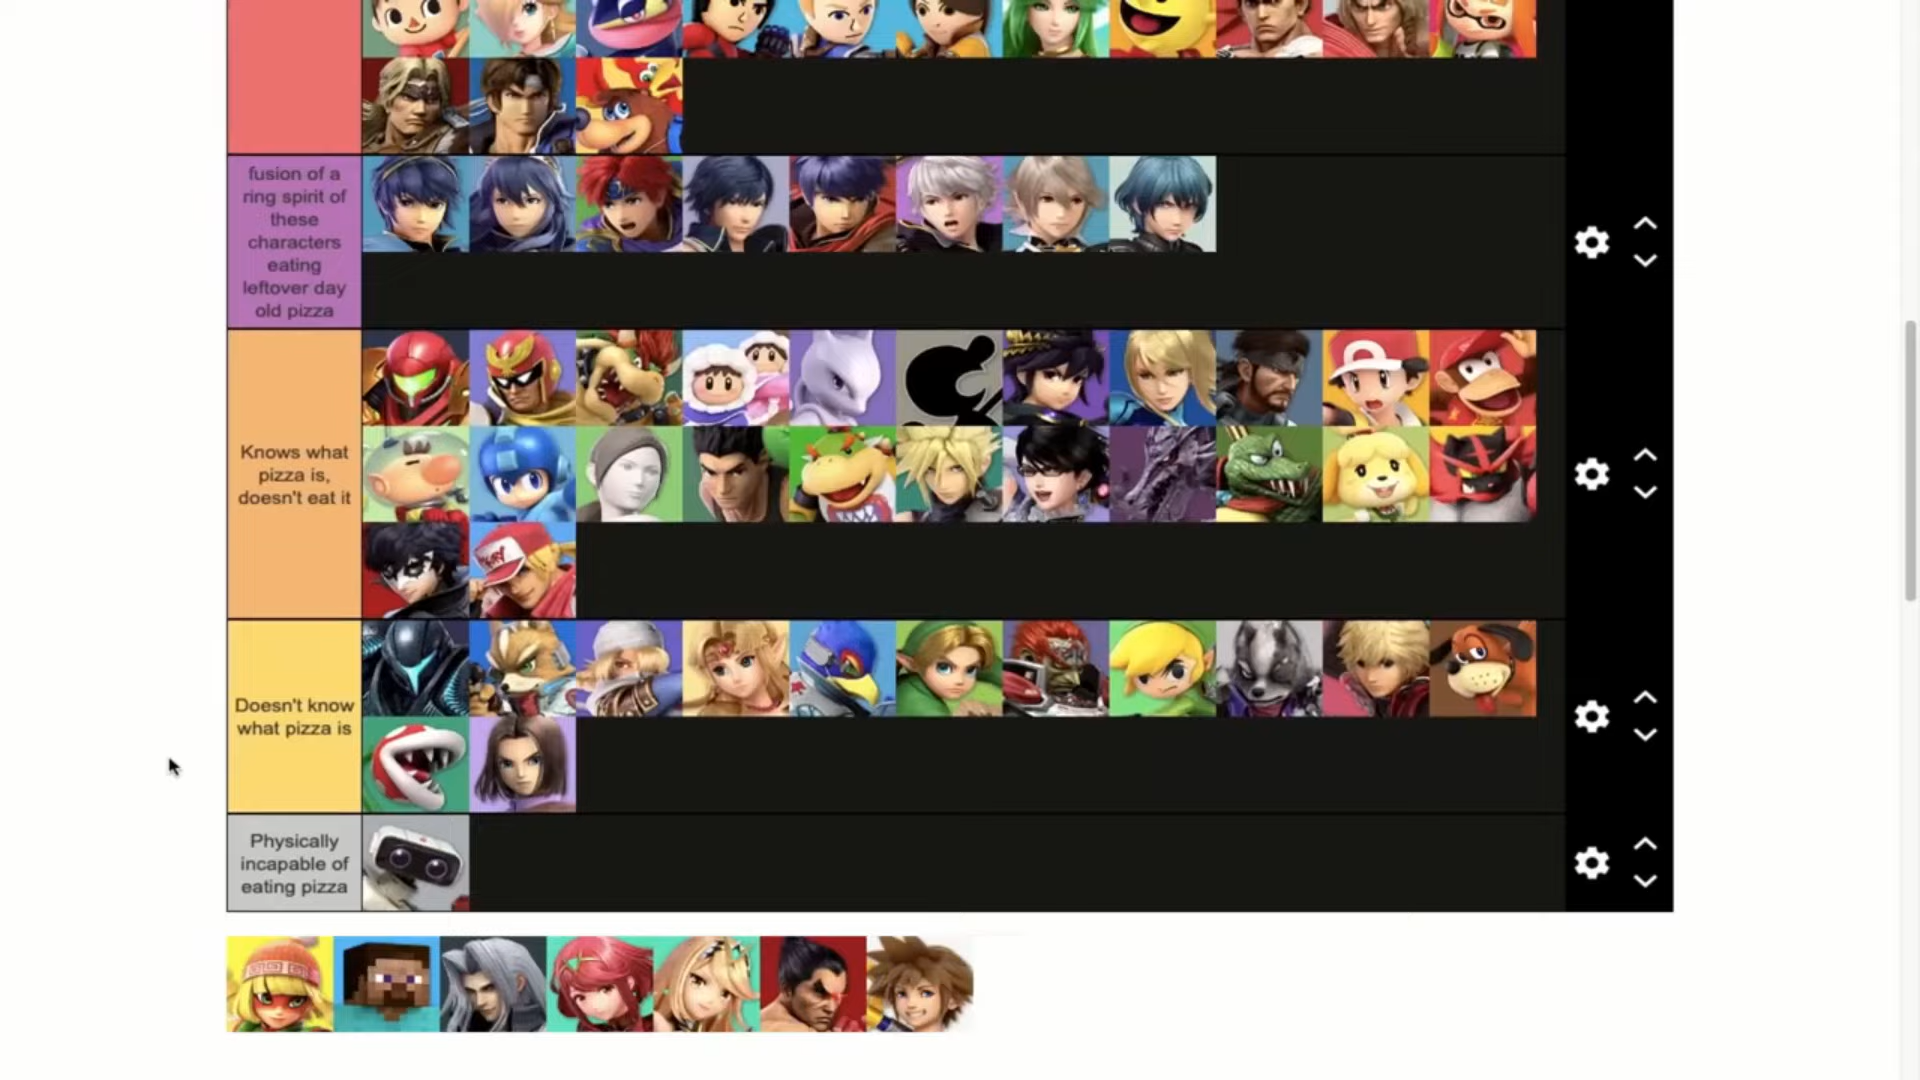 fusion of a
ring spirit of
these
characters
eating
leftover day
old pizza
Knows what
pizza is,
doesn't eat it
Doesn't know
what pizza is
Physically
incapable of
eating pizza